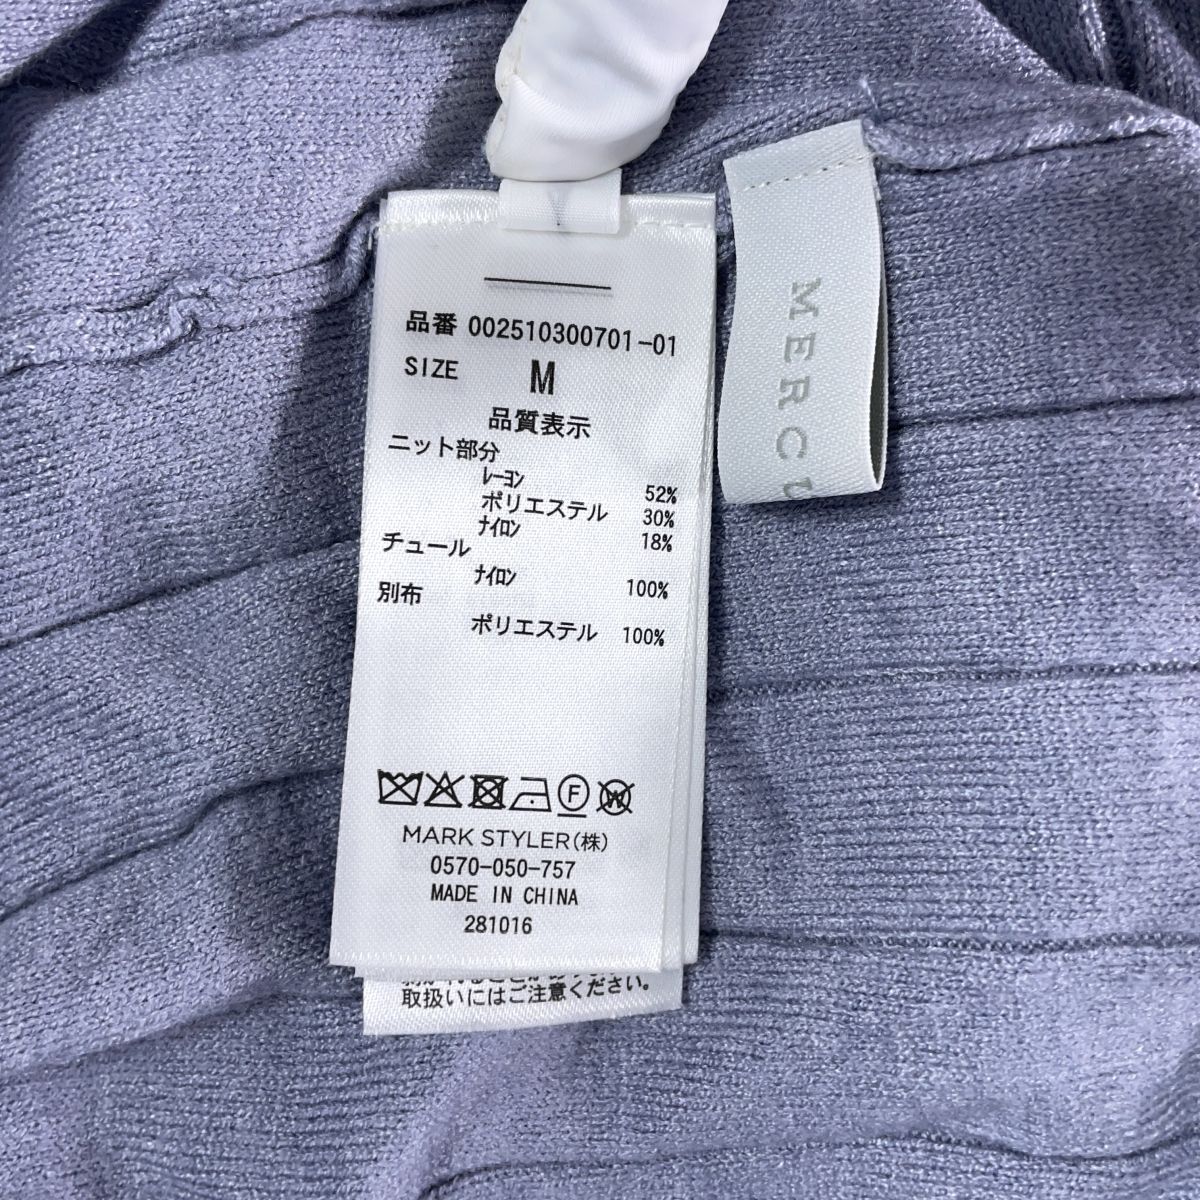 品番 002510300701-01
SIZE M
品質表示
ニット部分
レーヨン 52%
ポリエステル 30%
ナイロン 18%
チュール
ナイロン 100%
別布
ポリエステル 100%
F
W
MARK STYLER(株)
0570-050-757
MADE IN CHINA
281016
取扱いにはご注意ください。
MERCU